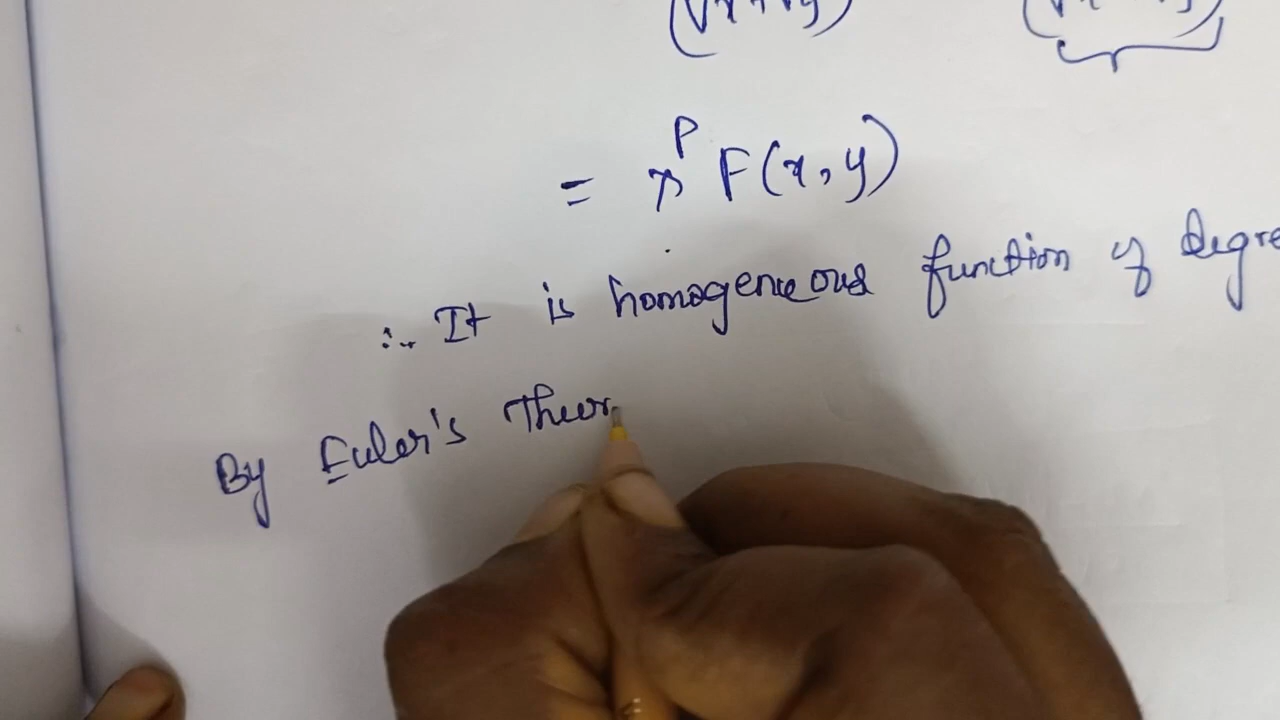 (√x+√y) (√x+√y)
= λ^P F(x,y)
∴ It is homogeneous function of degre
By Euler's Theor